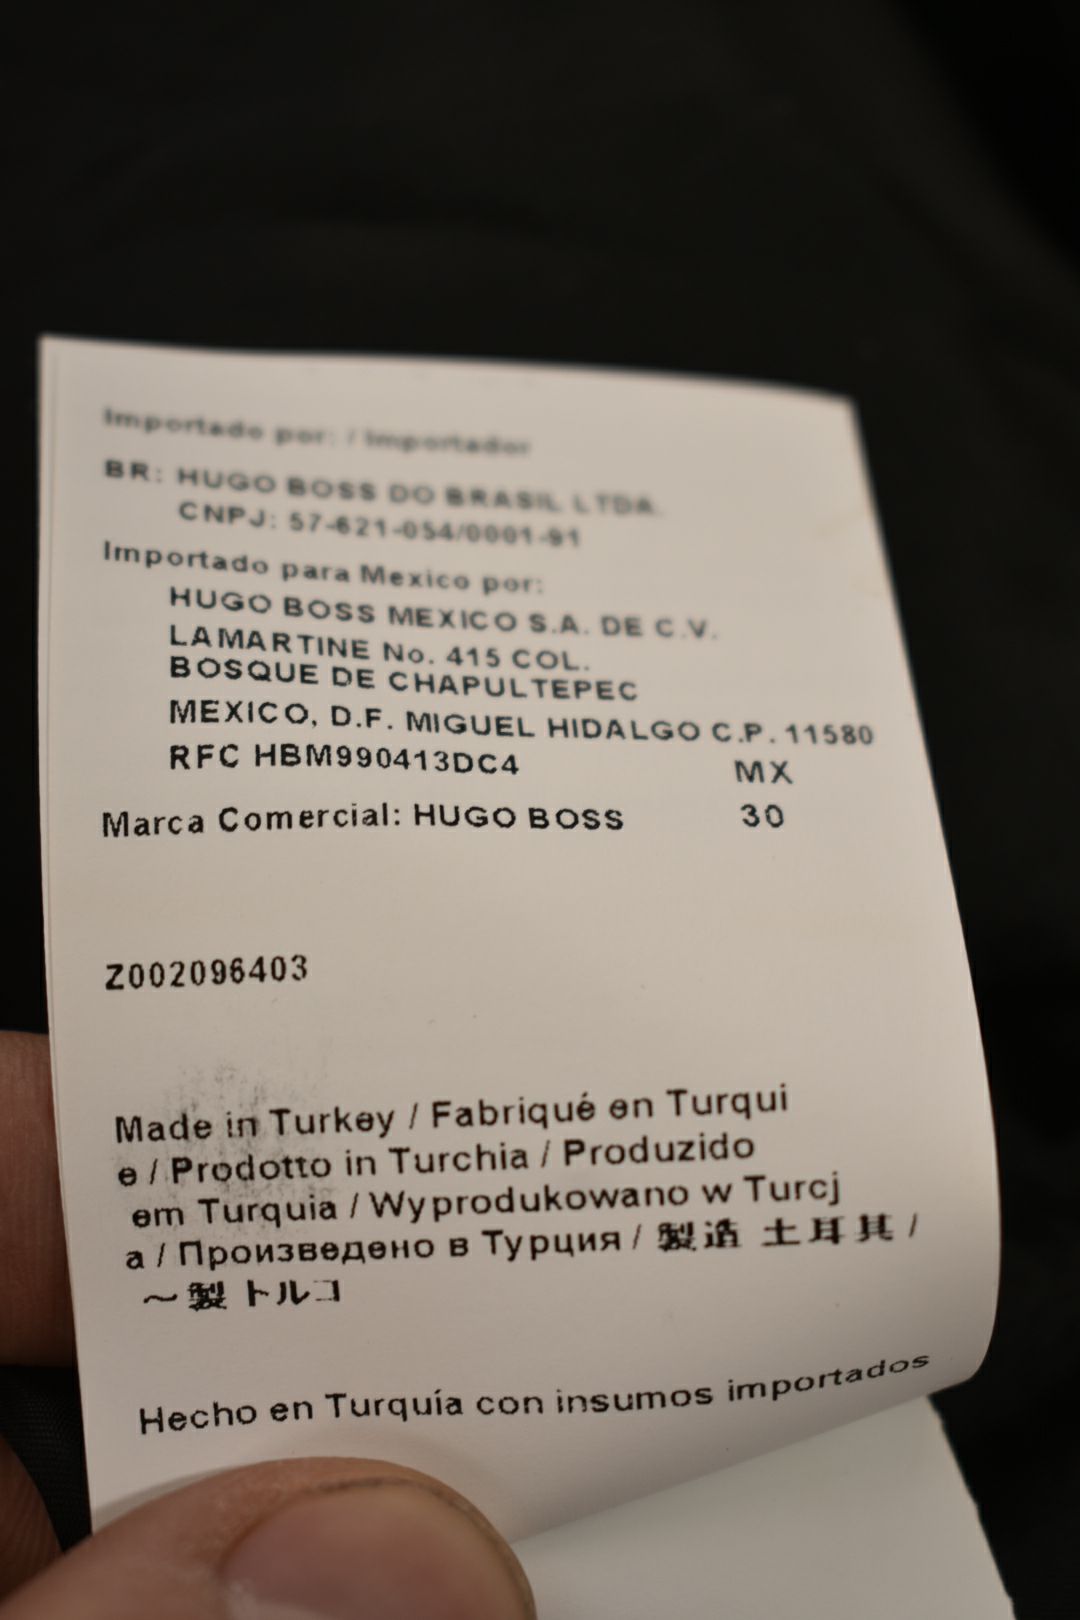 Importado por: / Importador
BR: HUGO BOSS DO BRASIL LTDA.
CNPJ: 57-621-054/0001-91
Importado para Mexico por:
HUGO BOSS MEXICO S.A. DE C.V.
LAMARTINE No. 415 COL.
BOSQUE DE CHAPULTEPEC
MEXICO, D.F. MIGUEL HIDALGO C.P. 11580
RFC HBM990413DC4 MX
Marca Comercial: HUGO BOSS 30
Z002096403
Made in Turkey / Fabriqué en Turqui
e / Prodotto in Turchia / Produzido
em Turquia / Wyprodukowano w Turcj
a / Произведено в Турция / 製造 土耳其 /
～製 トルコ
Hecho en Turquía con insumos importados